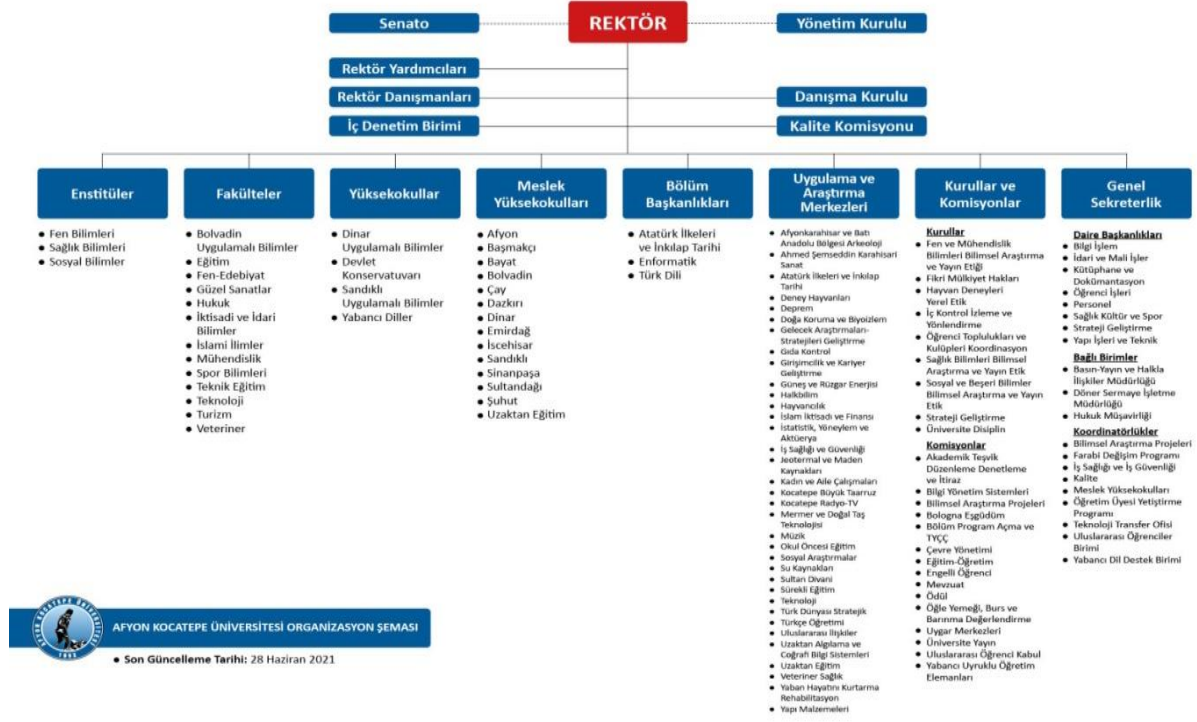 REKTÖR
Senato
Yönetim Kurulu
Rektör Yardımcıları
Rektör Danışmanları
Danışma Kurulu
İç Denetim Birimi
Kalite Komisyonu
Enstitüler
• Fen Bilimleri
• Sağlık Bilimleri
• Sosyal Bilimler
Fakülteler
• Bolvadin
Uygulamalı Bilimler
• Eğitim
• Fen-Edebiyat
• Güzel Sanatlar
• Hukuk
• İktisadi ve İdari
Bilimler
• İslami İlimler
• Mühendislik
• Spor Bilimleri
• Teknik Eğitim
• Teknoloji
• Turizm
• Veteriner
Yüksekokullar
• Dinar
Uygulamalı Bilimler
• Devlet
Konservatuvarı
• Sandıklı
Uygulamalı Bilimler
• Yabancı Diller
Meslek
Yüksekokulları
• Afyon
• Başmakçı
• Bayat
• Bolvadin
• Çay
• Dazkırı
• Dinar
• Emirdağ
• İscehisar
• Sandıklı
• Sinanpaşa
• Sultandağı
• Şuhut
• Uzaktan Eğitim
Bölüm
Başkanlıkları
• Atatürk İlkeleri
ve İnkılap Tarihi
• Enformatik
• Türk Dili
Uygulama ve
Araştırma
Merkezleri
• Afyonkarahisar ve Batı
Anadolu Bölgesi Arkeoloji
• Ahmed Şemseddin Karahisari
Sanat
• Atatürk İlkeleri ve İnkılap
Tarihi
• Deney Hayvanları
• Deprem
• Doğa Koruma ve Biyoizlem
• Gelecek Araştırmaları-
Stratejileri Geliştirme
• Gıda Kontrol
• Girişimcilik ve Kariyer
Geliştirme
• Güneş ve Rüzgar Enerjisi
• Halkbilim
• Hayvancılık
• İslam İktisadı ve Finansı
• İstatistik, Yöneylem ve
Aktüerya
• İş Sağlığı ve Güvenliği
• Jeotermal ve Maden
Kaynakları
• Kadın ve Aile Çalışmaları
• Kocatepe Büyük Taarruz
• Kocatepe Radyo-TV
• Mermer ve Doğal Taş
Teknolojisi
• Müzik
• Okul Öncesi Eğitim
• Sosyal Araştırmalar
• Su Kaynakları
• Sultan Divani
• Sürekli Eğitim
• Teknoloji
• Türk Dünyası Stratejik
• Türkçe Öğretimi
• Uluslararası İlişkiler
• Uzaktan Algılama ve
Coğrafi Bilgi Sistemleri
• Uzaktan Eğitim
• Veteriner Sağlık
• Yaban Hayatını Kurtarma
Rehabilitasyon
• Yapı Malzemeleri
Kurullar ve
Komisyonlar
Kurullar
• Fen ve Mühendislik
Bilimleri Bilimsel Araştırma
ve Yayın Etiği
• Fikri Mülkiyet Hakları
• Hayvan Deneyleri
Yerel Etik
• İç Kontrol İzleme ve
Yönlendirme
• Öğrenci Toplulukları ve
Kulüpleri Koordinasyon
• Sağlık Bilimleri Bilimsel
Araştırma ve Yayın Etik
• Sosyal ve Beşeri Bilimler
Bilimsel Araştırma ve Yayın
Etik
• Strateji Geliştirme
• Üniversite Disiplin
Komisyonlar
• Akademik Teşvik
Düzenleme Denetleme
ve İtiraz
• Bilgi Yönetim Sistemleri
• Bilimsel Araştırma Projeleri
• Bologna Eşgüdüm
• Bölüm Program Açma ve
TYÇÇ
• Çevre Yönetimi
• Eğitim-Öğretim
• Engelli Öğrenci
• Mevzuat
• Ödül
• Öğle Yemeği, Burs ve
Barınma Değerlendirme
• Uygar Merkezleri
• Üniversite Yayın
• Uluslararası Öğrenci Kabul
• Yabancı Uyruklu Öğretim
Elemanları
Genel
Sekreterlik
Daire Başkanlıkları
• Bilgi İşlem
• İdari ve Mali İşler
• Kütüphane ve
Dokümantasyon
• Öğrenci İşleri
• Personel
• Sağlık Kültür ve Spor
• Strateji Geliştirme
• Yapı İşleri ve Teknik
Bağlı Birimler
• Basın-Yayın ve Halkla
İlişkiler Müdürlüğü
• Döner Sermaye İşletme
Müdürlüğü
• Hukuk Müşavirliği
Koordinatörlükler
• Bilimsel Araştırma Projeleri
• Farabi Değişim Programı
• İş Sağlığı ve İş Güvenliği
• Kalite
• Meslek Yüksekokulları
• Öğretim Üyesi Yetiştirme
Programı
• Teknoloji Transfer Ofisi
• Uluslararası Öğrenciler
Birimi
• Yabancı Dil Destek Birimi
AFYON KOCATEPE ÜNİVERSİTESİ
1992
AFYON KOCATEPE ÜNİVERSİTESİ ORGANİZASYON ŞEMASI
• Son Güncelleme Tarihi: 28 Haziran 2021